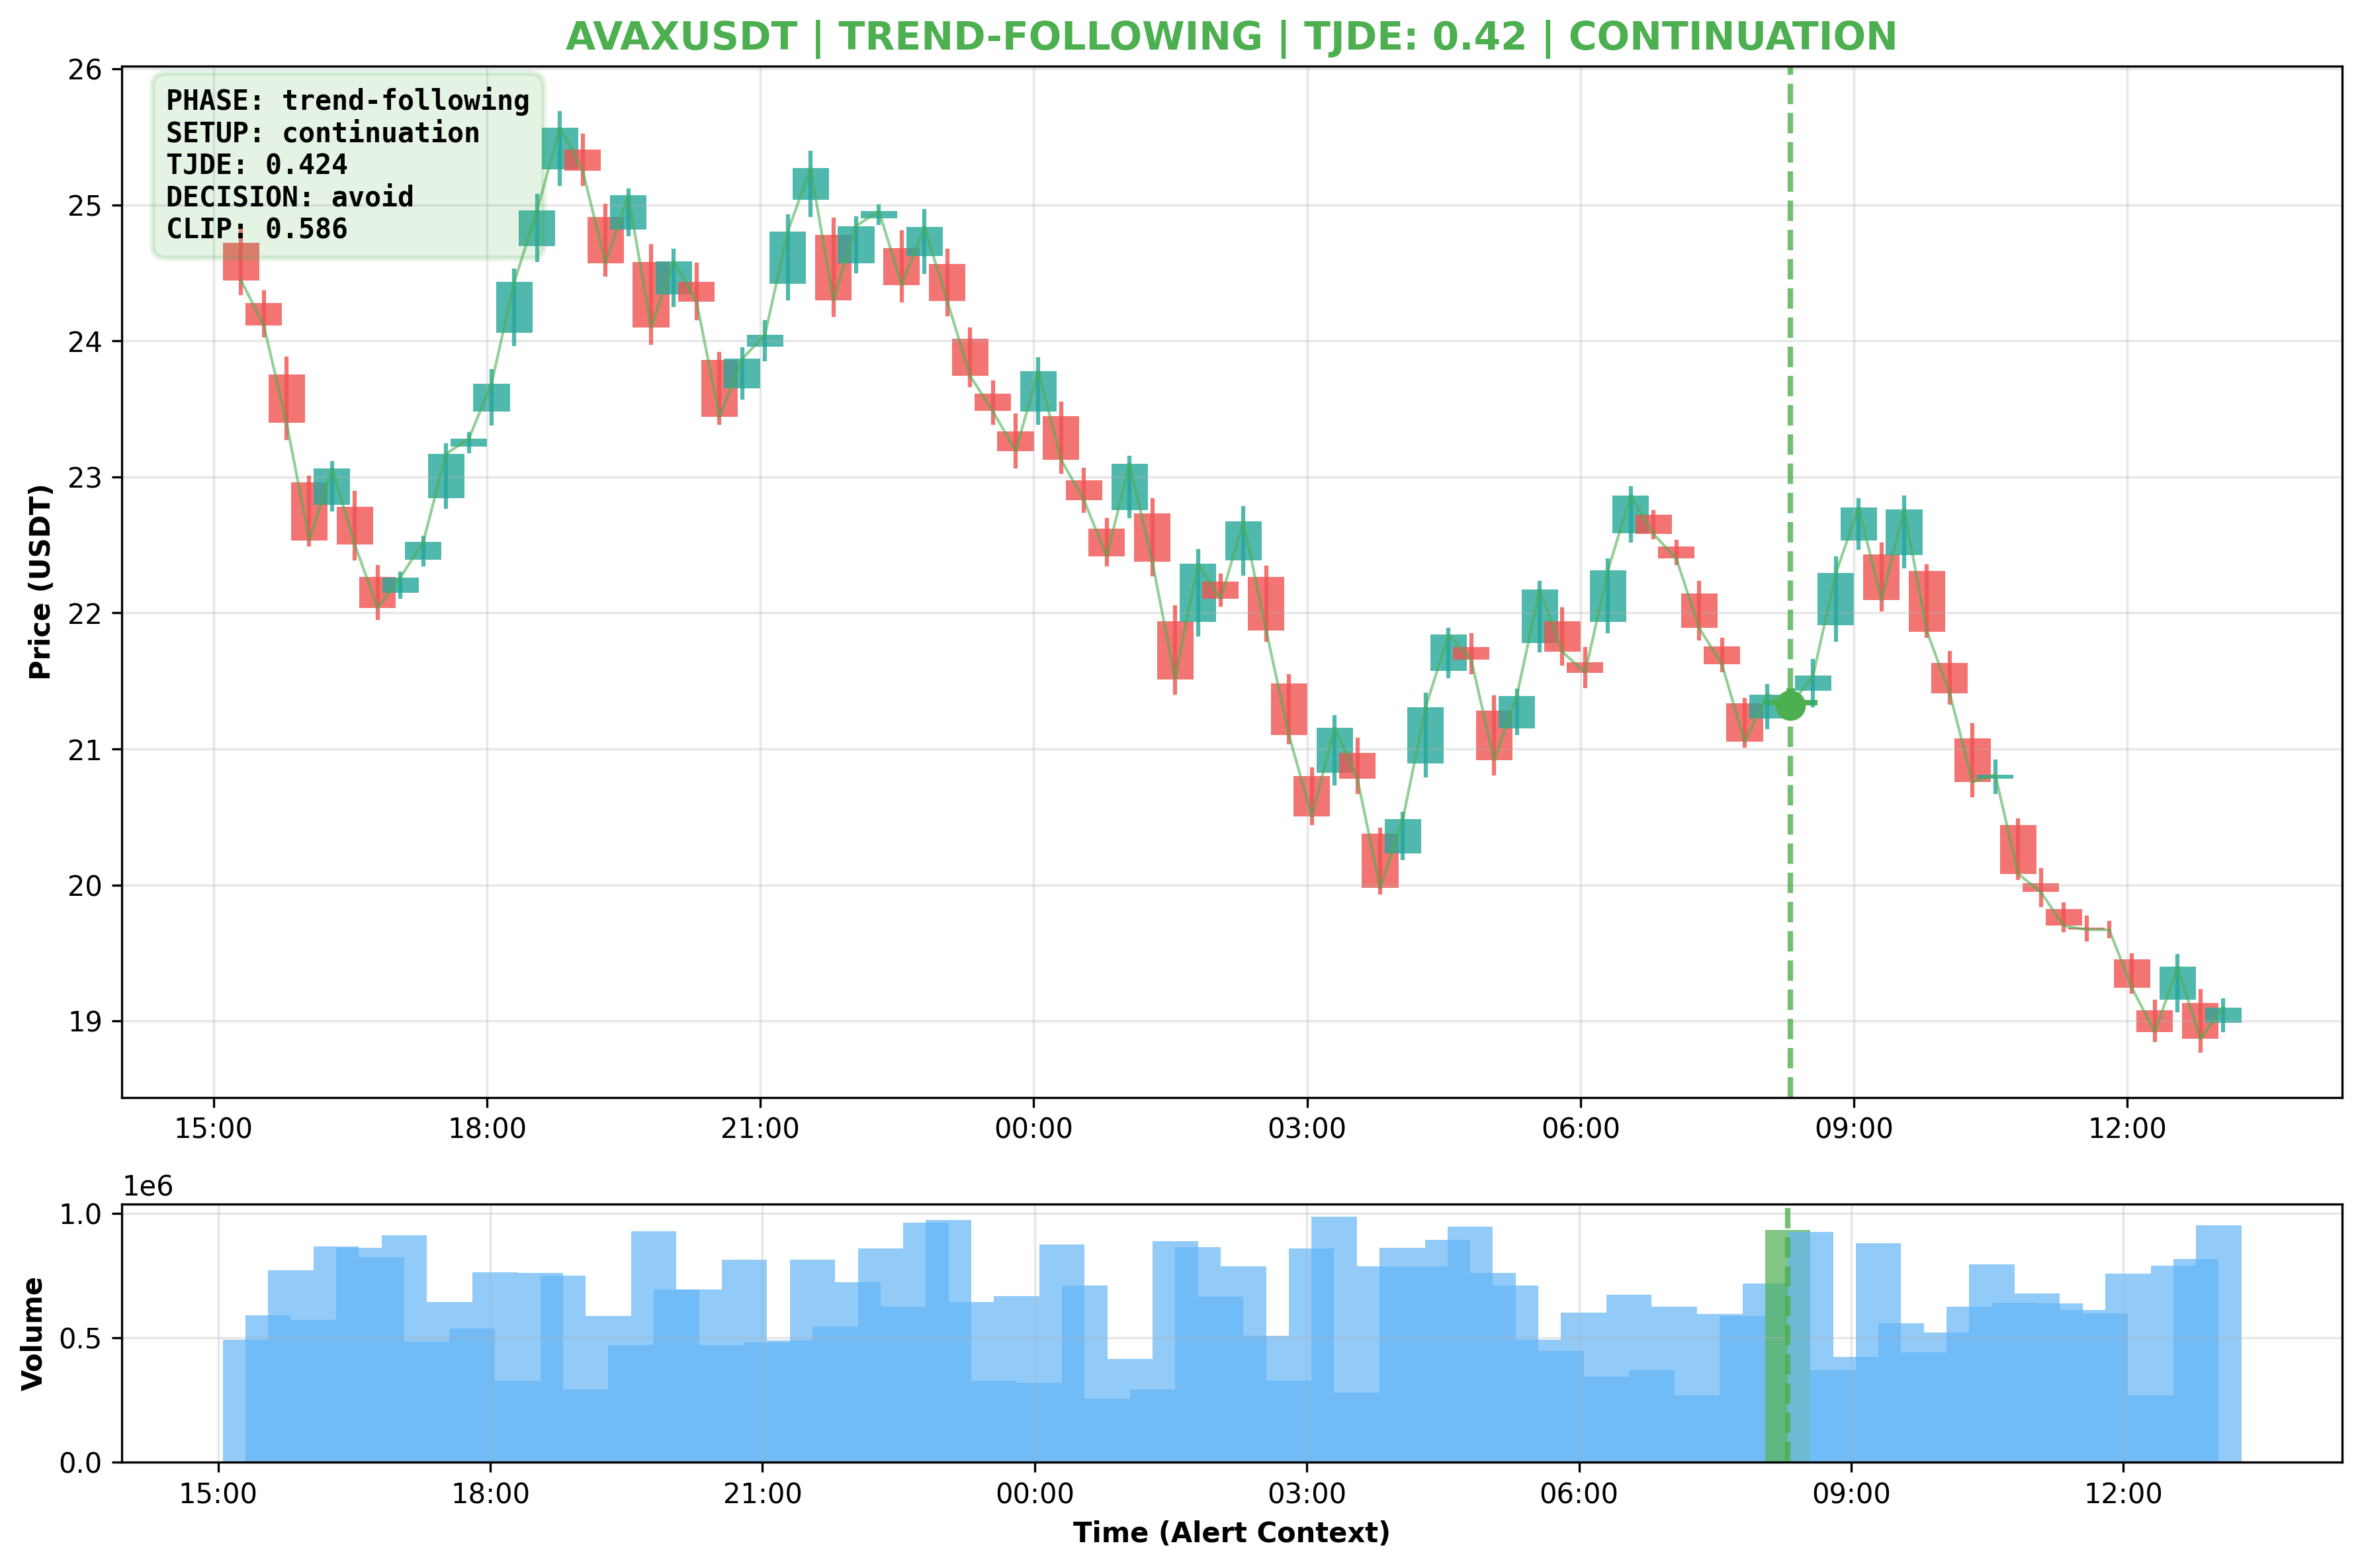 AVAXUSDT | TREND-FOLLOWING | TJDE: 0.42 | CONTINUATION
PHASE: trend-following
SETUP: continuation
TJDE: 0.424
DECISION: avoid
CLIP: 0.586
Price (USDT)
26
25
24
23
22
21
20
19
15:00
18:00
21:00
00:00
03:00
06:00
09:00
12:00
1e6
Volume
1.0
0.5
0.0
15:00
18:00
21:00
00:00
03:00
06:00
09:00
12:00
Time (Alert Context)